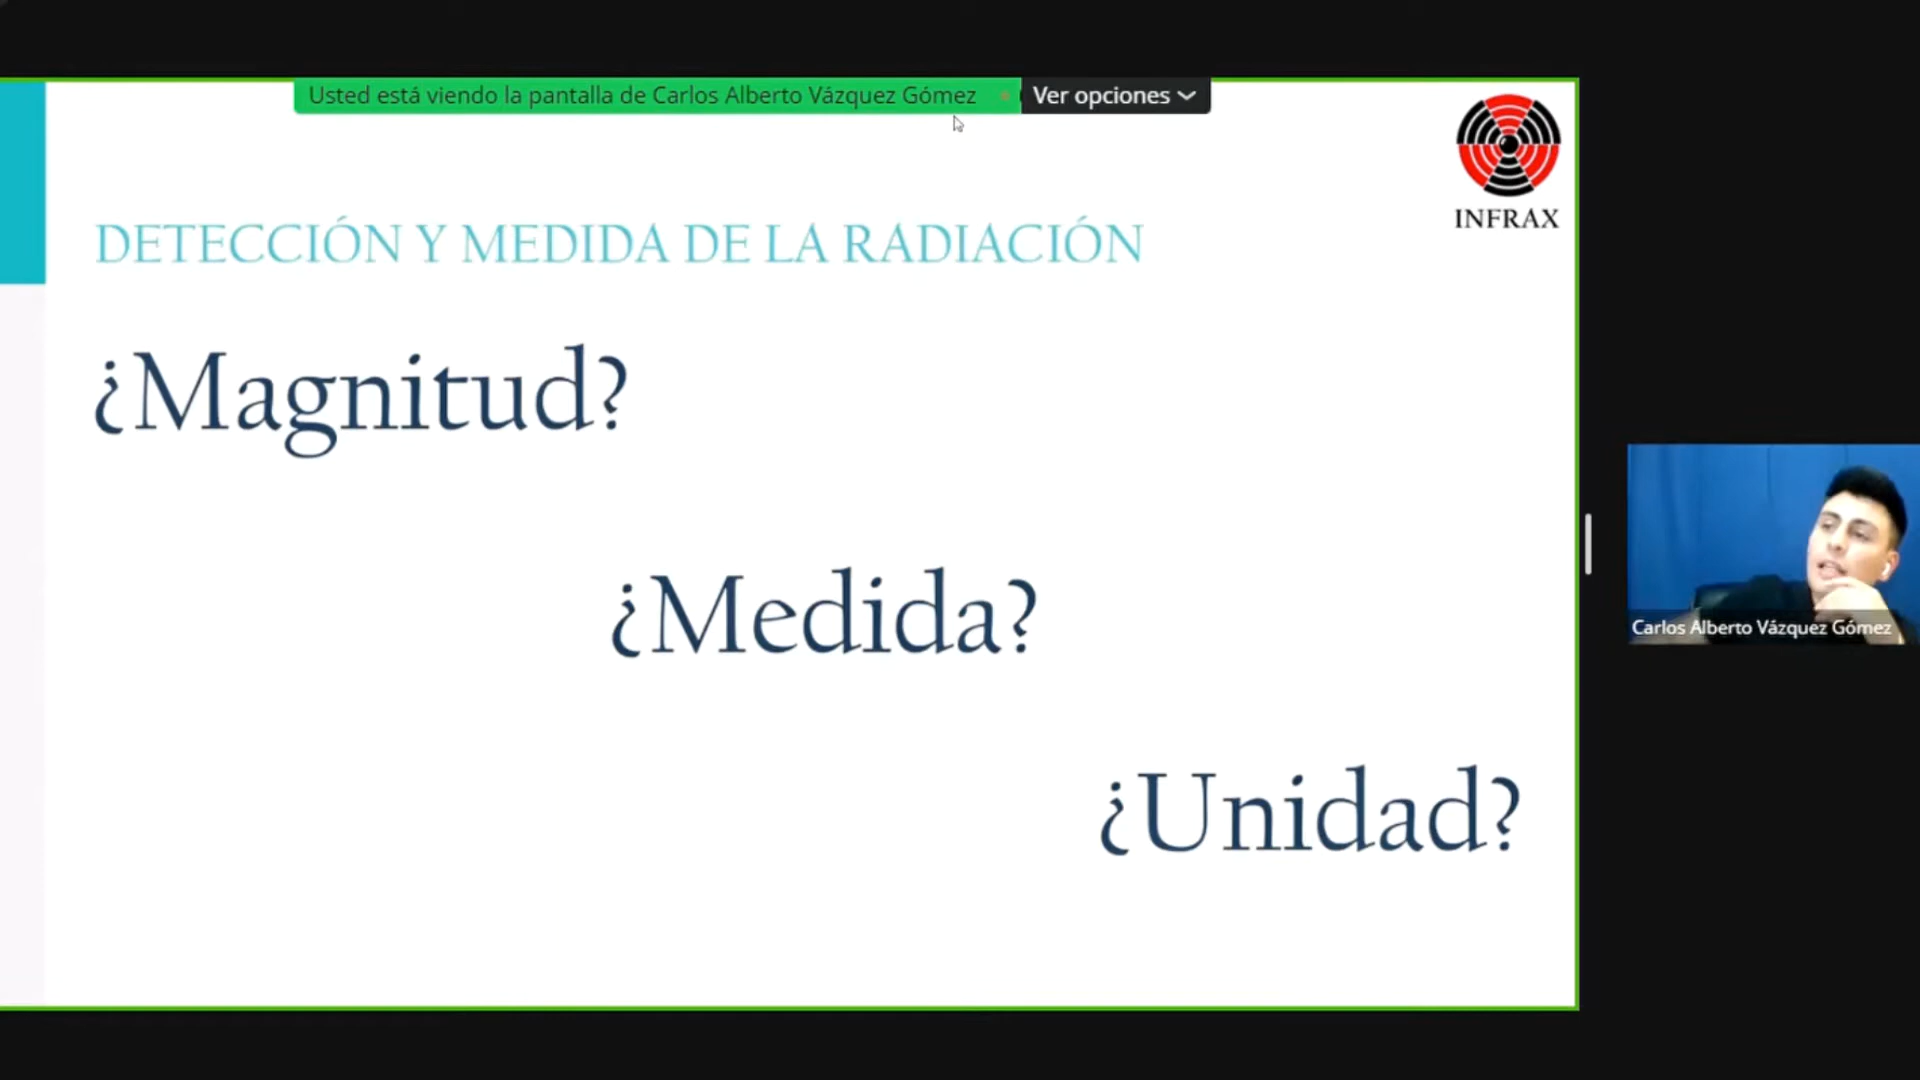 Usted está viendo la pantalla de Carlos Alberto Vázquez Gómez
Ver opciones
INFRAX
DETECCIÓN Y MEDIDA DE LA RADIACIÓN
¿Magnitud?
¿Medida?
¿Unidad?
Carlos Alberto Vázquez Gómez